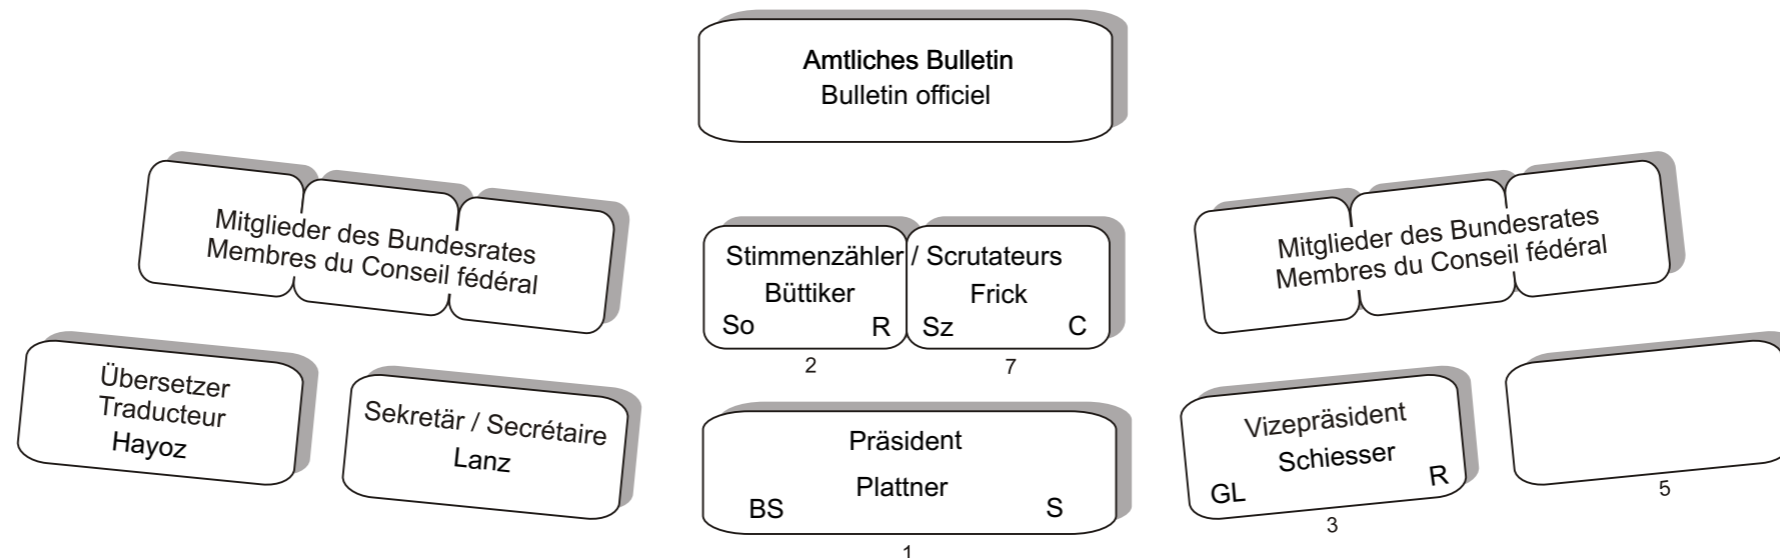 Amtliches Bulletin
Bulletin officiel
Mitglieder des Bundesrates
Membres du Conseil fédéral
Stimmenzähler / Scrutateurs
Büttiker Frick
So R Sz C
2 7
Mitglieder des Bundesrates
Membres du Conseil fédéral
Übersetzer
Traducteur
Hayoz
Sekretär / Secrétaire
Lanz
Präsident
Plattner
BS S
1
Vizepräsident
Schiesser
GL R
3
5